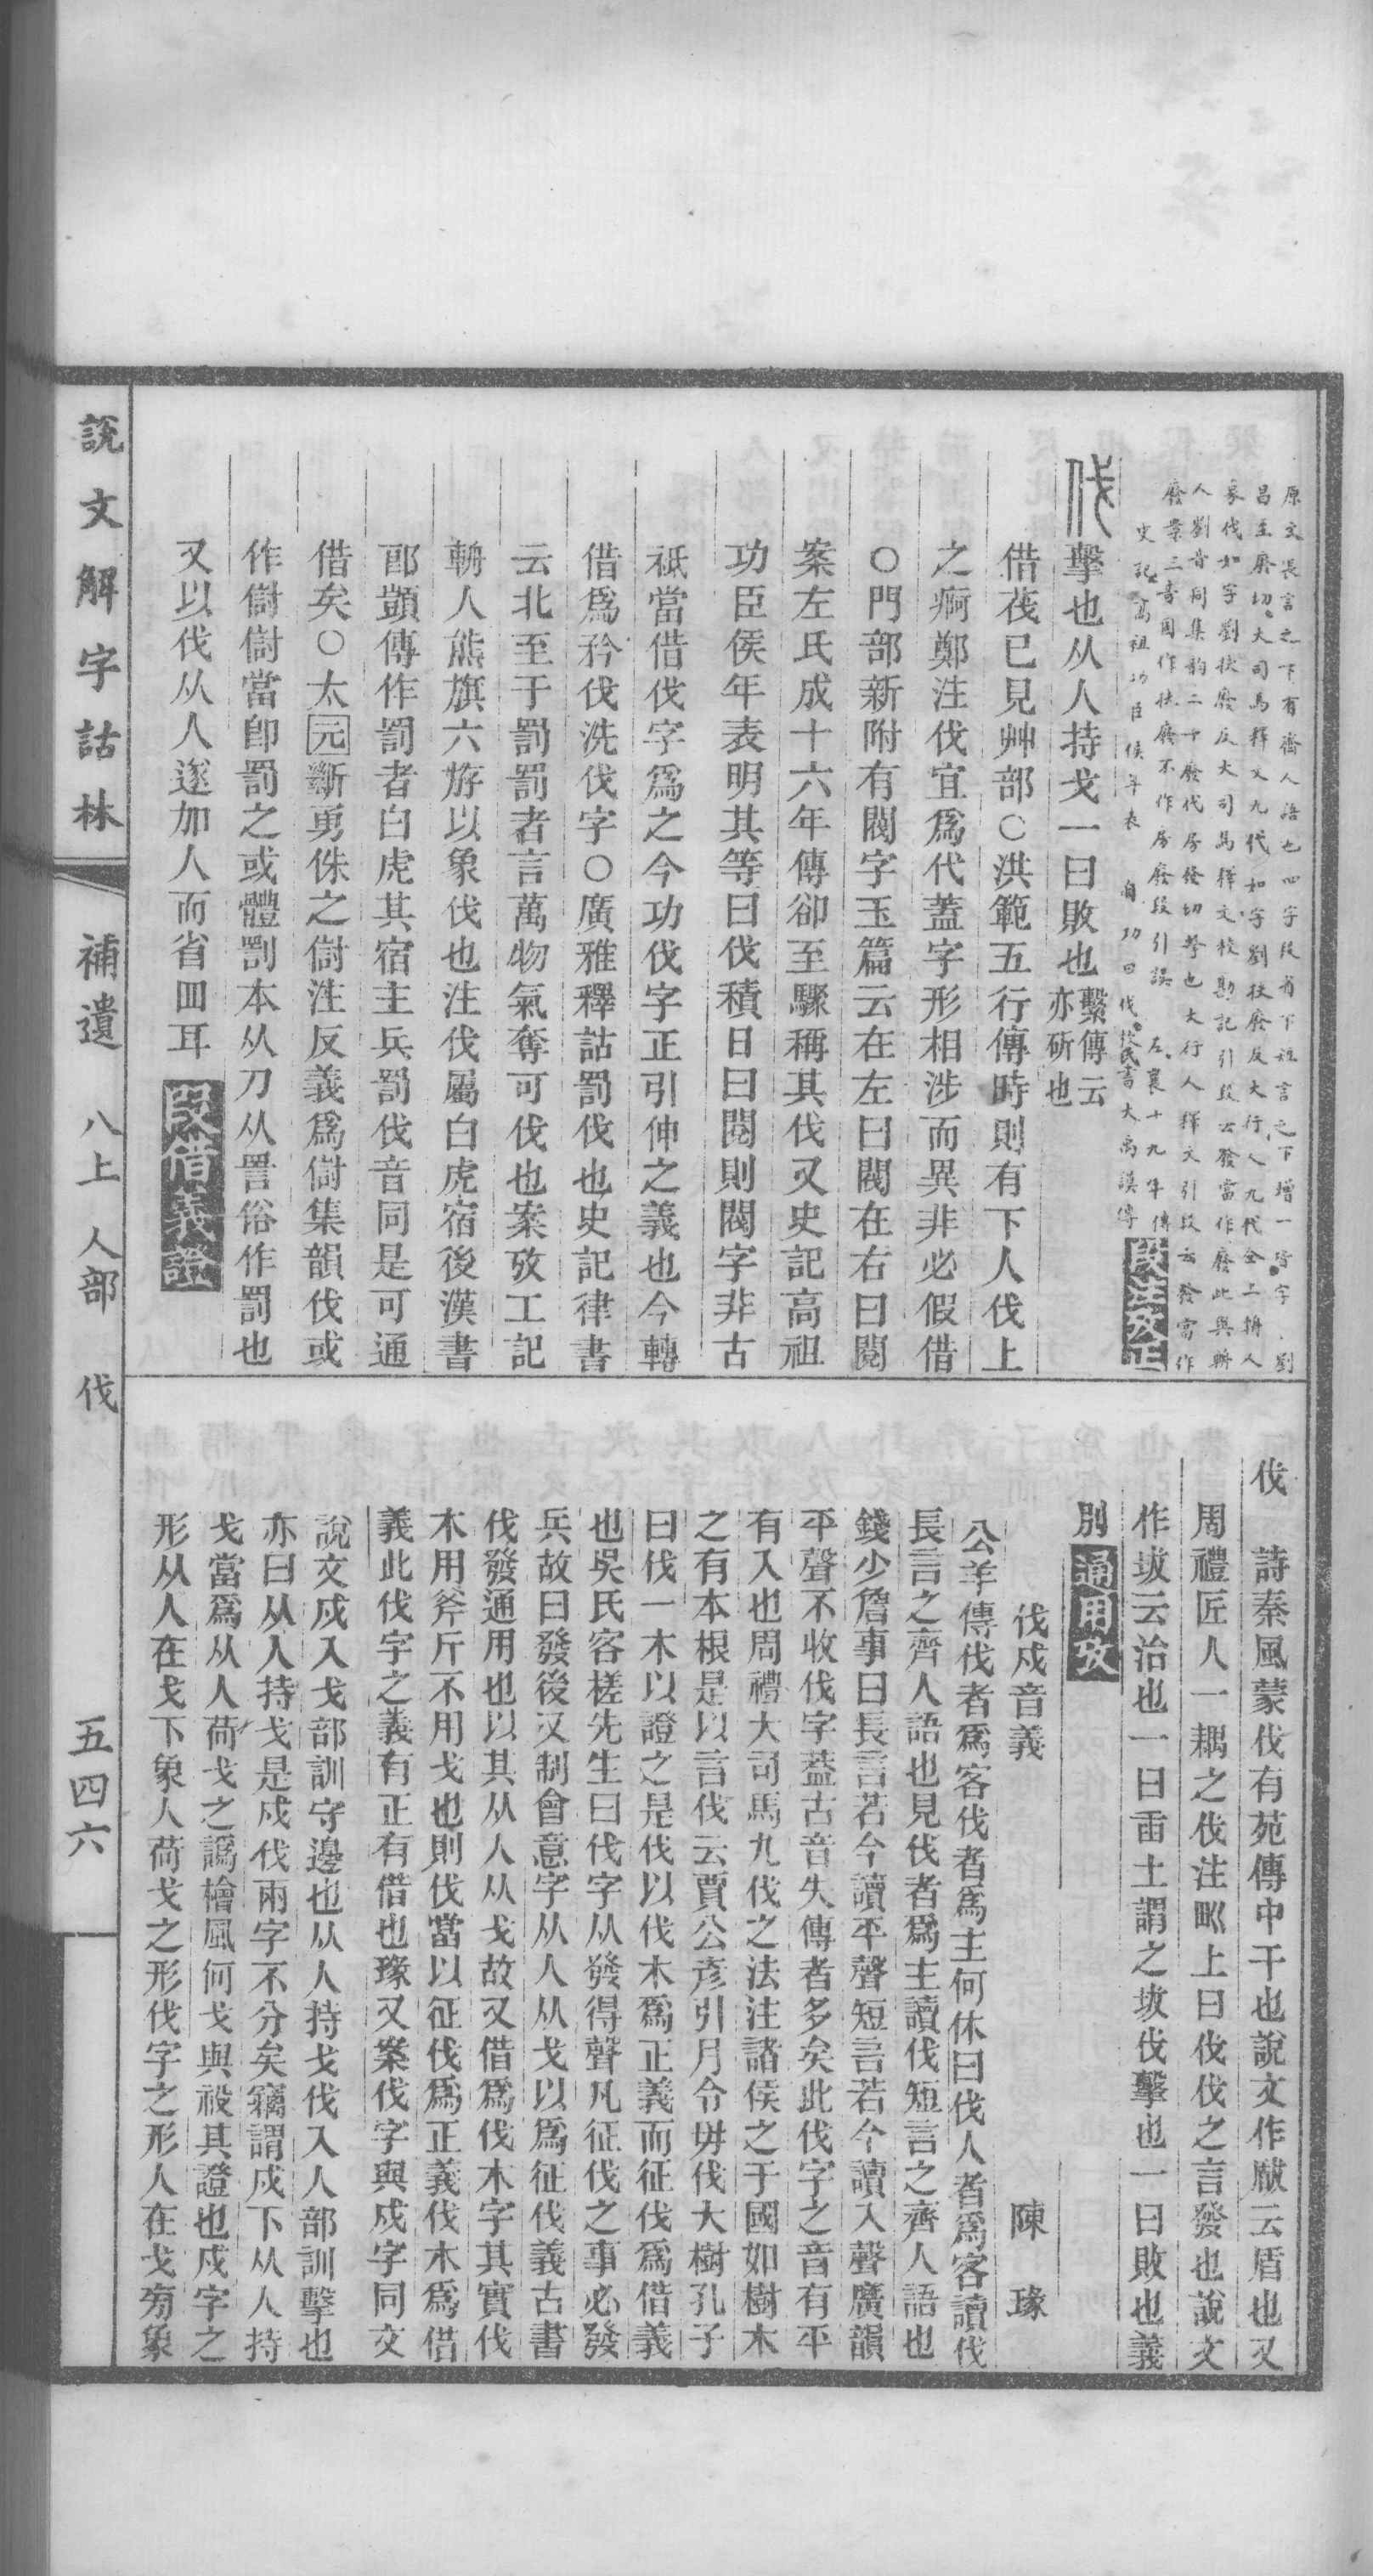 原文長言之下有齊人語也四字段省下短言之下增一皆字劉
昌宗廢切大司馬釋文九伐如字劉扶廢反大行人九伐全二輈人
象伐如字劉扶廢反大司馬釋文校勘記引段云發當作廢此與輈
人劉音同集韵二十廢伐房發切擊也大行人釋文引段云發當作
廢業三書因作扶廢不作房廢段引誤 左襄十九年傳
史記高祖功臣侯年表 自功曰伐 大禹謨傳 段注攷正
伐擊也从人持戈一曰敗也繫傳云亦斫也
借茷已見艸部○洪範五行傳時則有下人伐上
之痾鄭注伐宜爲代蓋字形相涉而異非必假借
○門部新附有閥字玉篇云在左曰閥在右曰閱
案左氏成十六年傳卻至驟稱其伐又史記高祖
功臣侯年表明其等曰伐積日曰閱則閥字非古
祇當借伐字爲之今功伐字正引伸之義也今轉
借爲矜伐洗伐字○廣雅釋詁罰伐也史記律書
云北至于罰罰者言萬物氣奪可伐也案攷工記
輈人熊旗六斿以象伐也注伐屬白虎宿後漢書
郎顗傳作罰者白虎其宿主兵罰伐音同是可通
借矣○太元斷勇侏之㑯注反義爲㑯集韻伐或
作㑯㑯當卽罰之或體罰本从刀从詈俗作罰也
又以伐从人遂加人而省罒耳 段借義證
伐 詩秦風蒙伐有苑傳中干也說文作瞂云盾也又
周禮匠人一耦之伐注畎上曰伐伐之言發也說文
作坺云治也一曰臿土謂之坺伐擊也一曰敗也義
別 通用攷
伐戍音義 陳瑑
公羊傳伐者爲客伐者爲主何休曰伐人者爲客讀伐
長言之齊人語也見伐者爲主讀伐短言之齊人語也
錢少詹事曰長言若今讀平聲短言若今讀入聲廣韻
平聲不收伐字葢古音失傳者多矣此伐字之音有平
有入也周禮大司馬九伐之法注諸侯之于國如樹木
之有本根是以言伐云賈公彥引月令毋伐大樹孔子
曰伐一木以證之是伐以伐木爲正義而征伐爲借義
也吳氏客槎先生曰伐字从發得聲凡征伐之事必發
兵故曰發後又制會意字从人从戈以爲征伐義古書
伐發通用也以其从人从戈故又借爲伐木字其實伐
木用斧斤不用戈也則伐當以征伐爲正義伐木爲借
義此伐字之義有正有借也瑑又案伐字與戍字同文
說文戍入戈部訓守邊也从人持戈伐入人部訓擊也
亦曰从人持戈是戍伐兩字不分矣竊謂戍下从人持
戈當爲从人荷戈之譌檜風何戈與祋其證也戍字之
形从人在戈下象人荷戈之形伐字之形人在戈旁象
說文解字詁林 補遺 八上 人部 伐 五四六